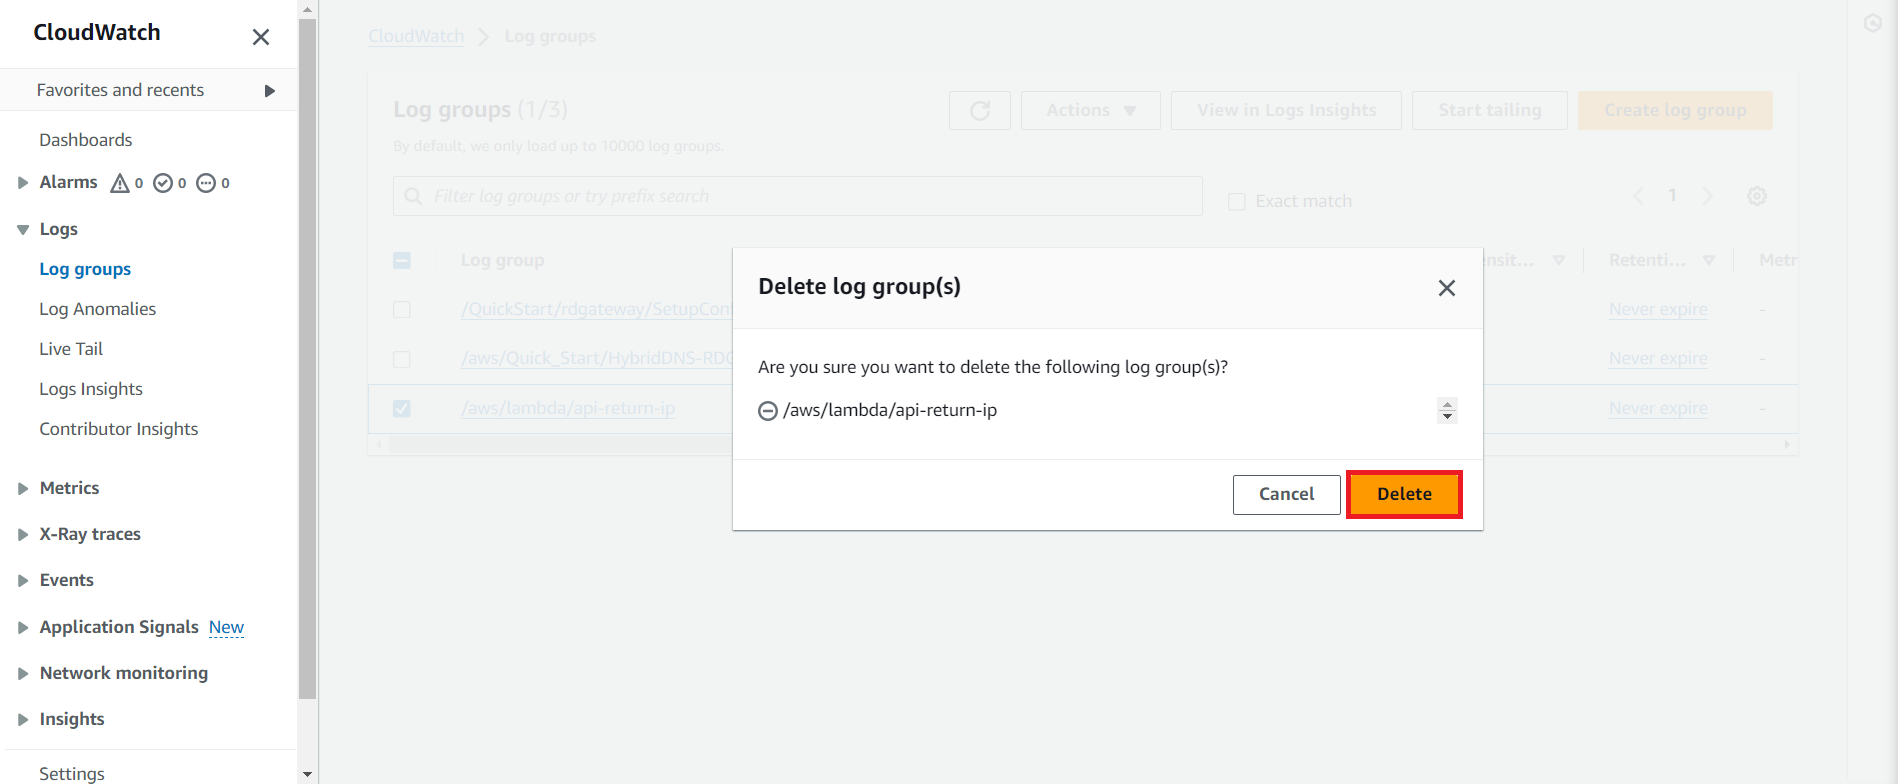 CloudWatch
Favorites and recents
Dashboards
Alarms 0 0 0
Logs
Log groups
Log Anomalies
Live Tail
Logs Insights
Contributor Insights
Metrics
X-Ray traces
Events
Application Signals New
Network monitoring
Insights
Settings
CloudWatch Log groups
Log groups (1/3)
Actions View in Logs Insights Start tailing Create log group
By default, we only load up to 10000 log groups.
Filter log groups or try prefix search
Exact match
1
Log group nsit... Retenti... Metr
/QuickStart/rdgateway/SetupConf Never expire -
/aws/Quick_Start/HybridDNS-RDG Never expire -
/aws/lambda/api-return-ip Never expire -
Delete log group(s)
Are you sure you want to delete the following log group(s)?
/aws/lambda/api-return-ip
Cancel Delete